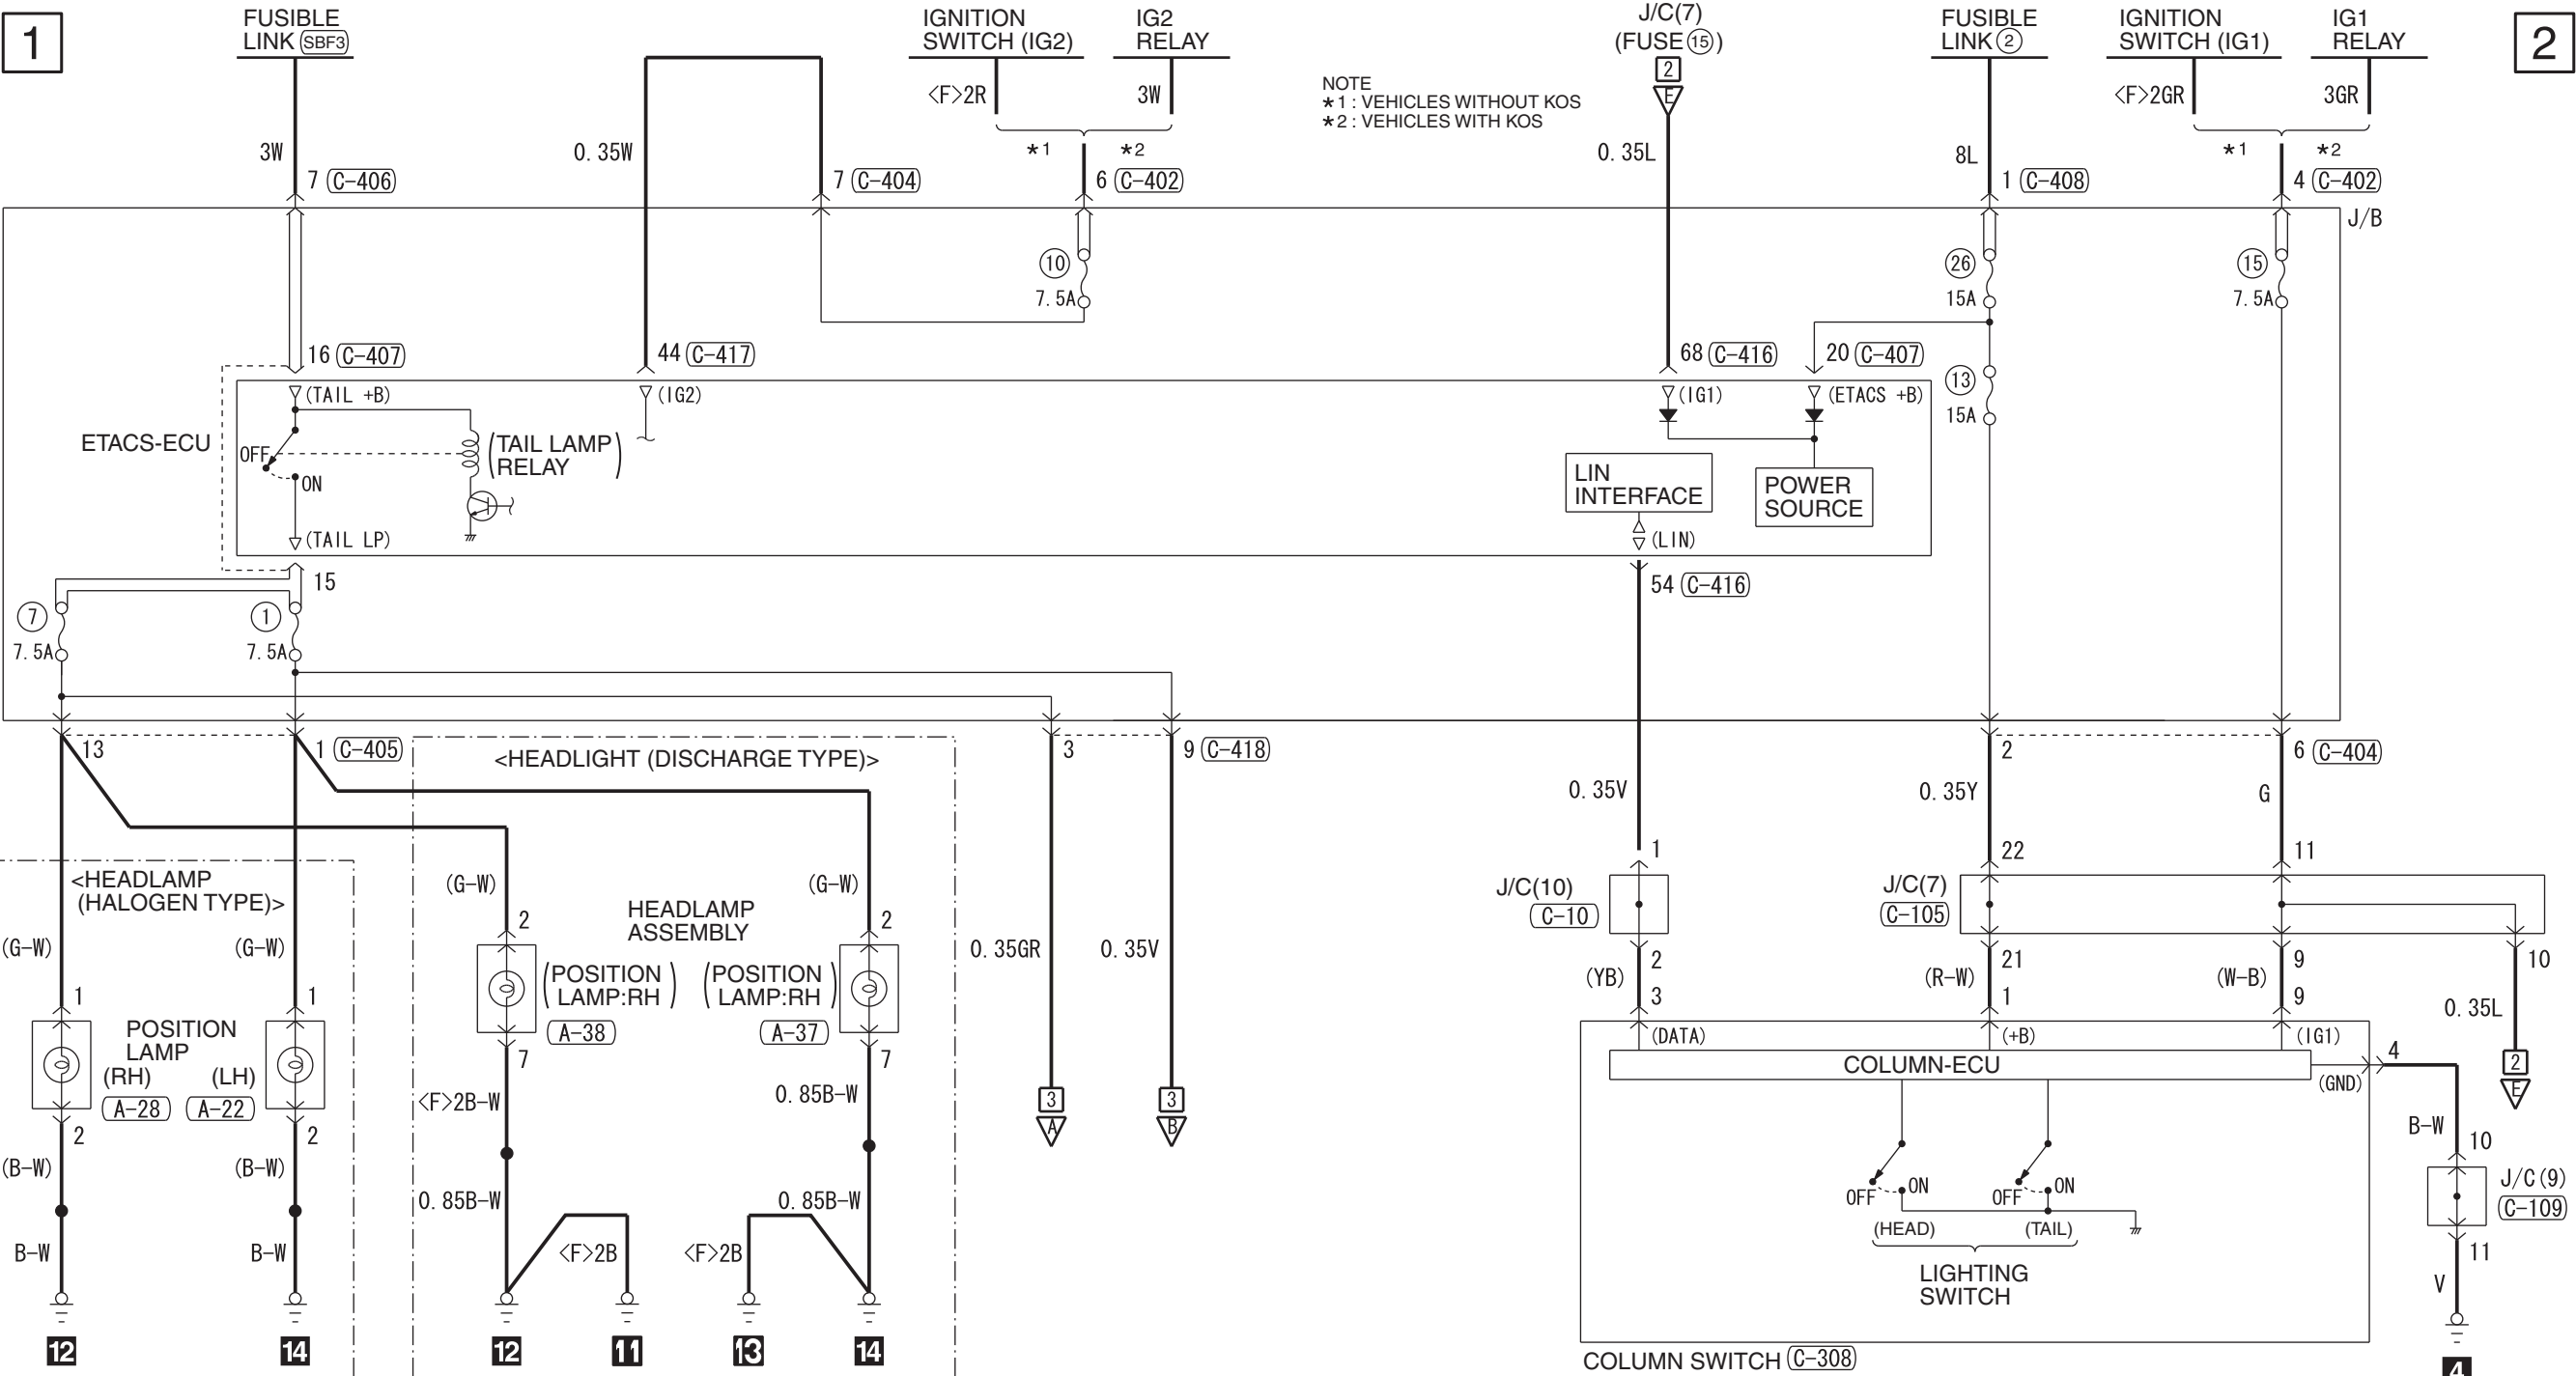 1
FUSIBLE
LINK SBF3
IGNITION
SWITCH (IG2)
IG2
RELAY
J/C(7)
(FUSE 15)
FUSIBLE
LINK 2
IGNITION
SWITCH (IG1)
IG1
RELAY
2
NOTE
*1 : VEHICLES WITHOUT KOS
*2 : VEHICLES WITH KOS
<F>2R
3W
2
E
<F>2GR
3GR
3W
0.35W
*1
*2
0.35L
8L
*1
*2
7 C-406
7 C-404
6 C-402
1 C-408
4 C-402
J/B
10
7.5A
26
15A
15
7.5A
16 C-407
44 C-417
68 C-416
20 C-407
13
15A
(TAIL +B)
(IG2)
(IG1)
(ETACS +B)
ETACS-ECU
OFF
ON
(TAIL LAMP
RELAY)
LIN
INTERFACE
POWER
SOURCE
(TAIL LP)
(LIN)
15
54 C-416
7
7.5A
1
7.5A
13
1 C-405
3
9 C-418
2
6 C-404
<HEADLIGHT (DISCHARGE TYPE)>
0.35V
0.35Y
G
<HEADLAMP
(HALOGEN TYPE)>
(G-W)
(G-W)
1
22
11
J/C(10)
C-10
J/C(7)
C-105
2
HEADLAMP
ASSEMBLY
2
(G-W)
(G-W)
0.35GR
0.35V
(POSITION
LAMP:RH)
(POSITION
LAMP:RH)
A-38
A-37
2
21
9
10
(YB)
(R-W)
(W-B)
3
1
9
0.35L
1
1
POSITION
LAMP
(RH)
(LH)
A-28
A-22
7
7
(DATA)
(+B)
(IG1)
COLUMN-ECU
(GND)
4
2
E
<F>2B-W
0.85B-W
3
A
3
B
2
2
(B-W)
(B-W)
B-W
10
J/C(9)
C-109
0.85B-W
0.85B-W
OFF
ON
OFF
ON
(HEAD)
(TAIL)
B-W
B-W
<F>2B
<F>2B
11
V
LIGHTING
SWITCH
12
14
12
11
13
14
COLUMN SWITCH C-308
4